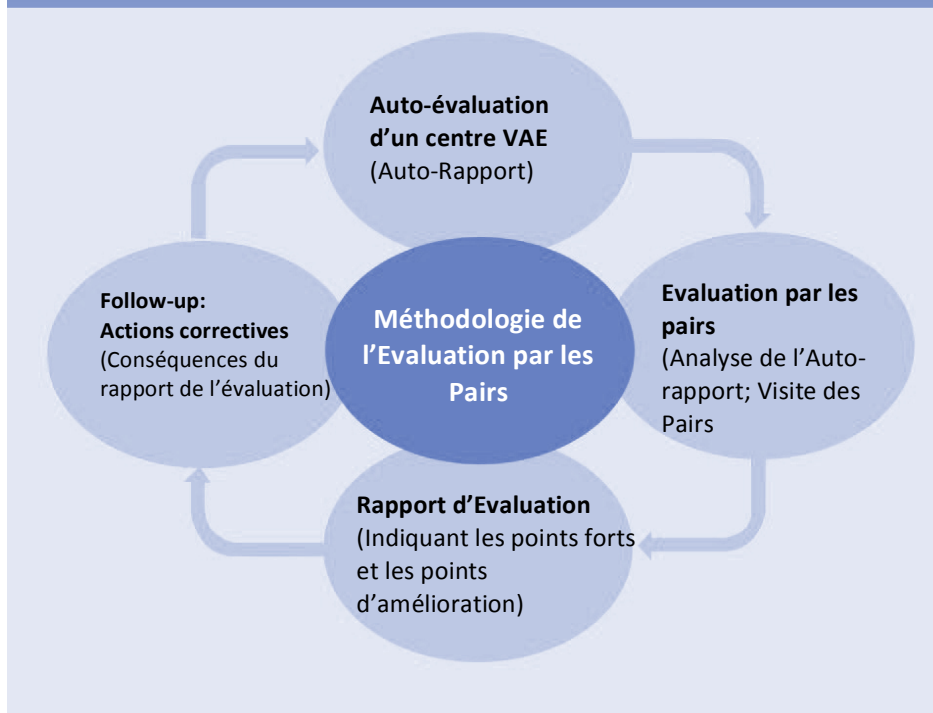 Auto-évaluation
d’un centre VAE
(Auto-Rapport)
Evaluation par les
pairs
(Analyse de l’Auto-
rapport; Visite des
Pairs
Rapport d’Evaluation
(Indiquant les points forts
et les points
d’amélioration)
Follow-up:
Actions correctives
(Conséquences du
rapport de l’évaluation)
Méthodologie de
l’Evaluation par les
Pairs